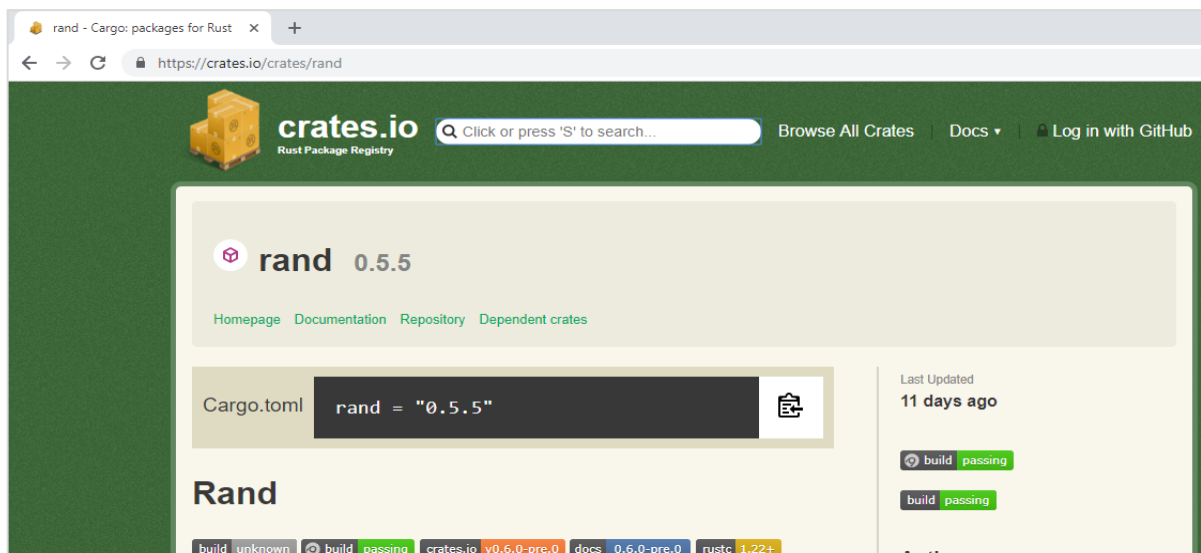 rand - Cargo: packages for Rust
https://crates.io/crates/rand
crates.io
Rust Package Registry
Click or press 'S' to search...
Browse All Crates
Docs
Log in with GitHub
rand 0.5.5
Homepage Documentation Repository Dependent crates
Cargo.toml rand = "0.5.5"
Last Updated
11 days ago
build passing
build passing
Rand
build unknown build passing crates.io v0.6.0-pre.0 docs 0.6.0-pre.0 rustc 1.22+